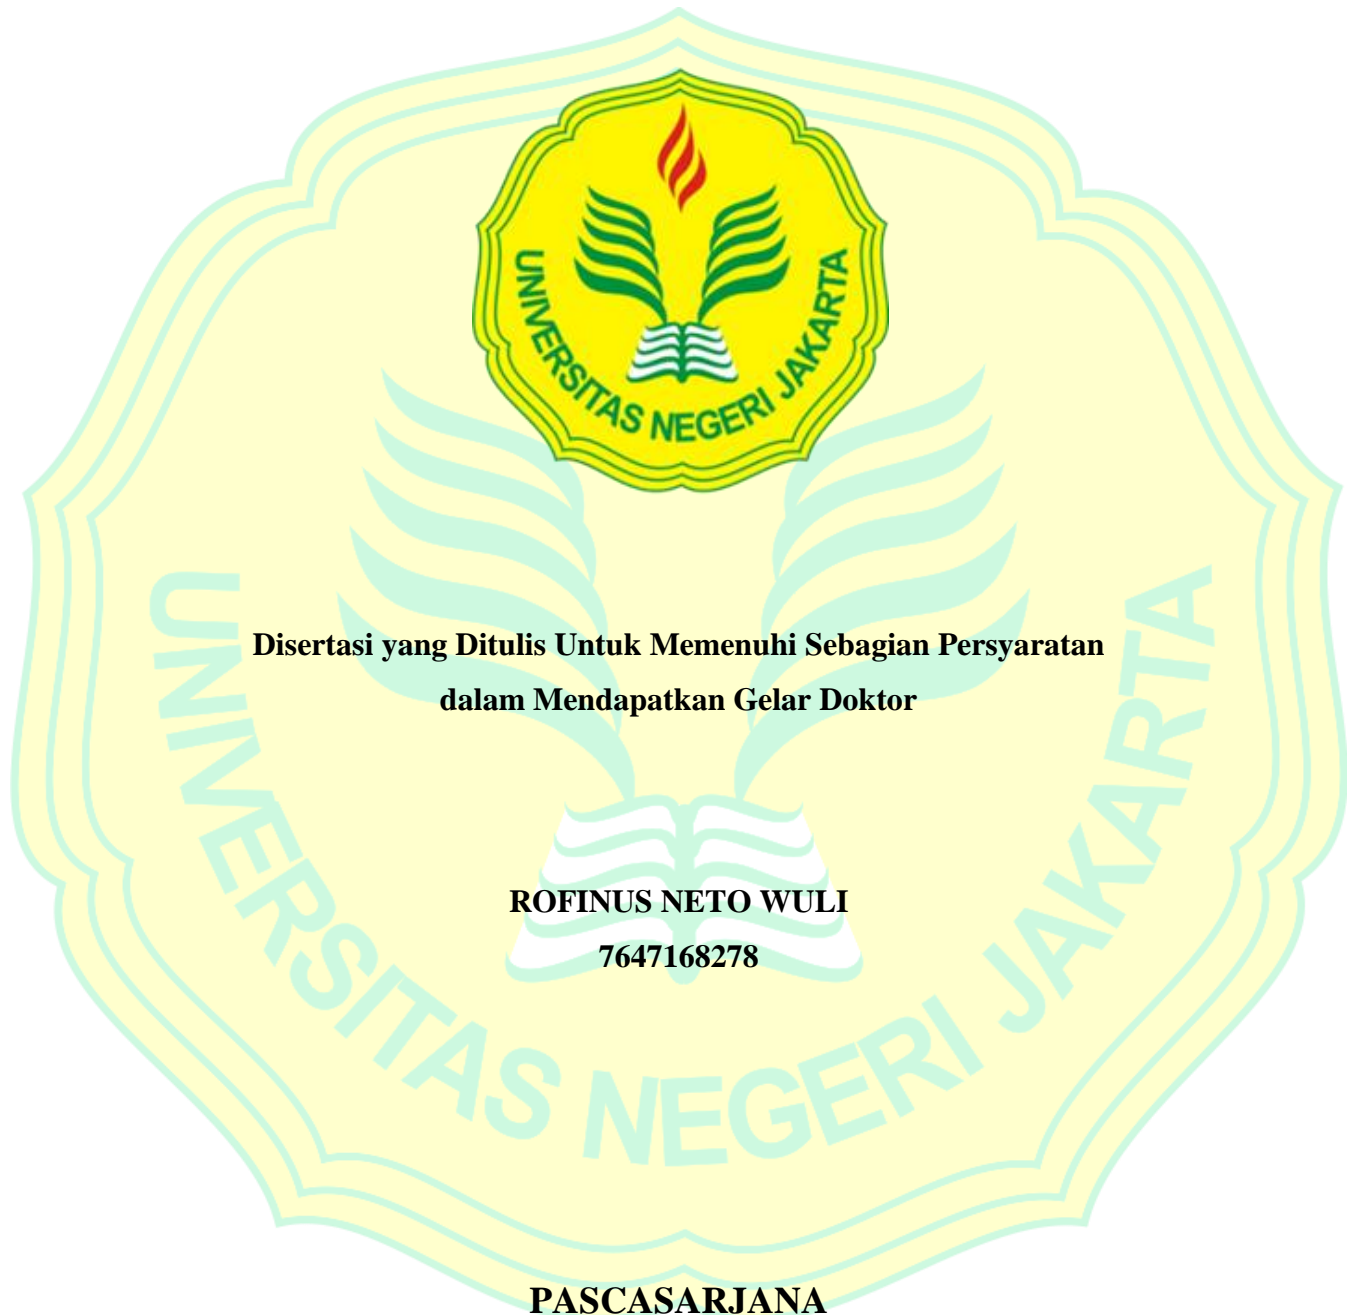 UNIVERSITAS NEGERI JAKARTA
Disertasi yang Ditulis Untuk Memenuhi Sebagian Persyaratan
dalam Mendapatkan Gelar Doktor
ROFINUS NETO WULI
7647168278
UNIVERSITAS NEGERI JAKARTA
PASCASARJANA